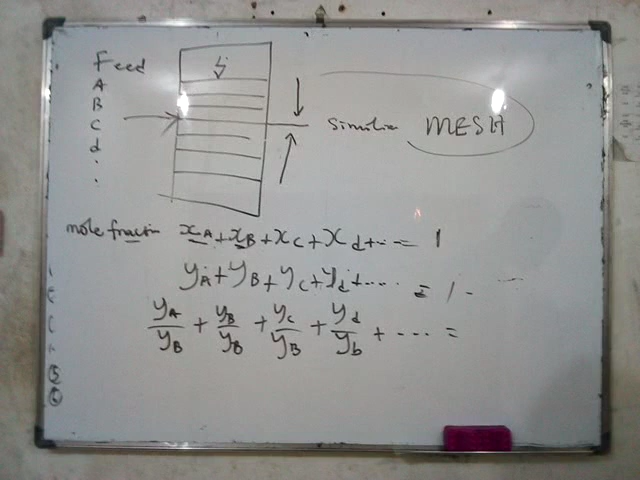 Feed
A
B
C
d
MESH
mole fraction x_A + x_B + x_C + x_d + ... = 1
y_A + y_B + y_C + y_d + .... = 1
y_A/y_B + y_B/y_B + y_C/y_B + y_d/y_b + .... =